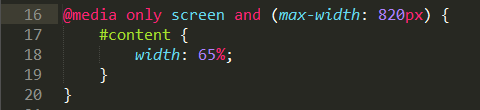 16 @media only screen and (max-width: 820px) {
17     #content {
18         width: 65%;
19     }
20 }